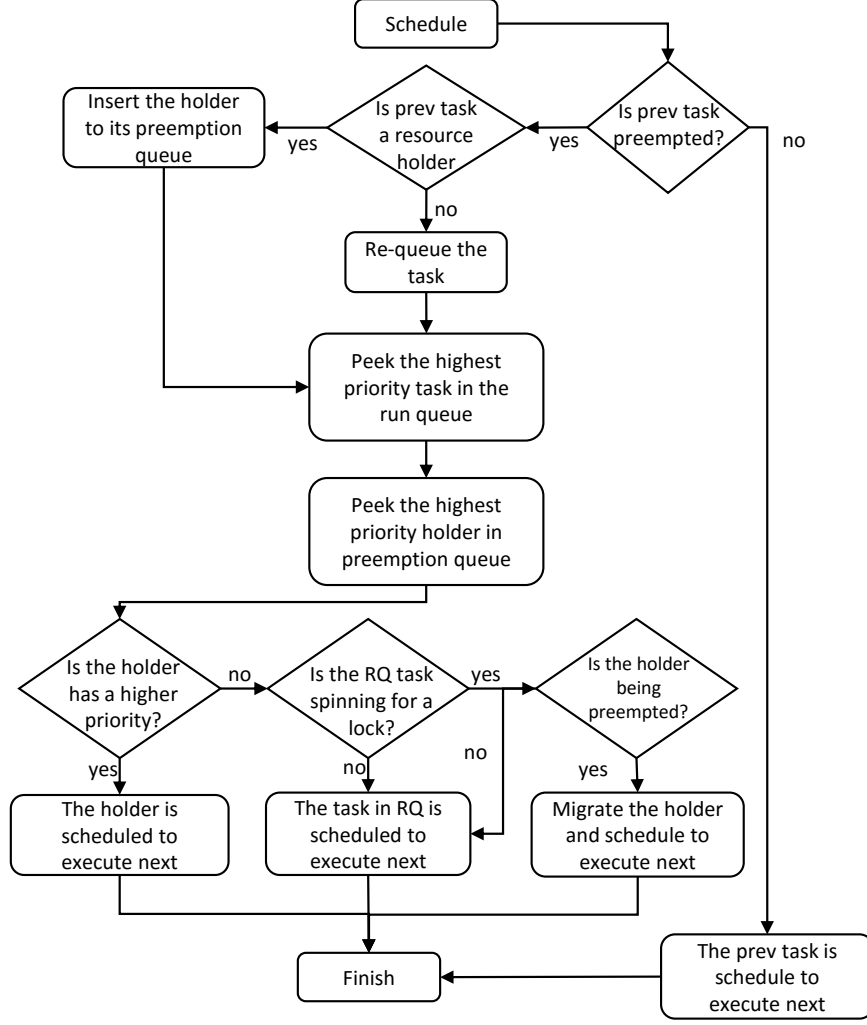 Schedule
Is prev task
preempted?
yes
no
Is prev task
a resource
holder
yes
no
Insert the holder
to its preemption
queue
Re-queue the
task
Peek the highest
priority task in the
run queue
Peek the highest
priority holder in
preemption queue
Is the holder
has a higher
priority?
no
yes
Is the RQ task
spinning for a
lock?
yes
no
no
Is the holder
being
preempted?
yes
The holder is
scheduled to
execute next
The task in RQ is
scheduled to
execute next
Migrate the holder
and schedule to
execute next
The prev task is
schedule to
execute next
Finish